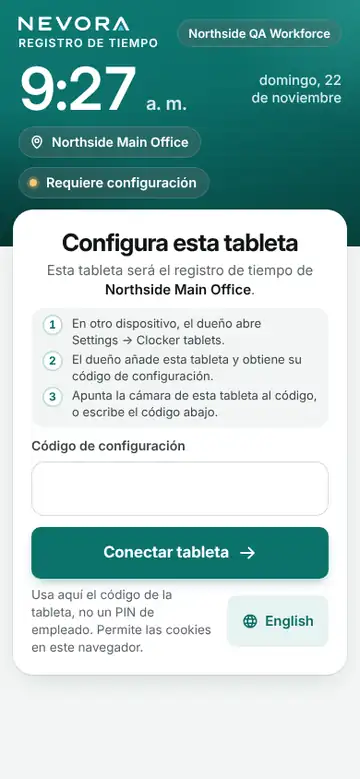 NEVORA
REGISTRO DE TIEMPO
Northside QA Workforce
9:27 a. m.
domingo, 22
de noviembre
Northside Main Office
Requiere configuración
Configura esta tableta
Esta tableta será el registro de tiempo de
Northside Main Office.
1 En otro dispositivo, el dueño abre
Settings → Clocker tablets.
2 El dueño añade esta tableta y obtiene su
código de configuración.
3 Apunta la cámara de esta tableta al código,
o escribe el código abajo.
Código de configuración
Conectar tableta →
Usa aquí el código de la
tableta, no un PIN de
empleado. Permite las cookies
en este navegador.
English